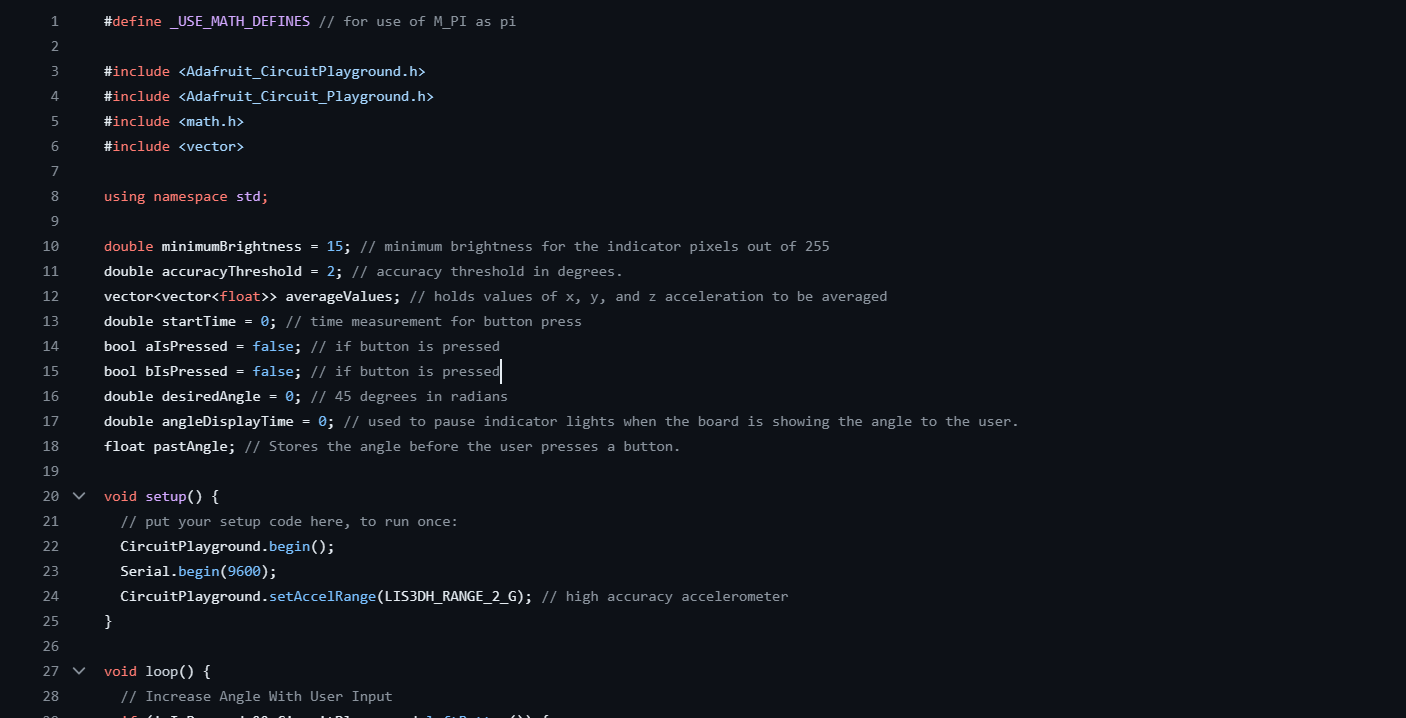 1 #define _USE_MATH_DEFINES // for use of M_PI as pi
2
3 #include <Adafruit_CircuitPlayground.h>
4 #include <Adafruit_Circuit_Playground.h>
5 #include <math.h>
6 #include <vector>
7
8 using namespace std;
9
10 double minimumBrightness = 15; // minimum brightness for the indicator pixels out of 255
11 double accuracyThreshold = 2; // accuracy threshold in degrees.
12 vector<vector<float>> averageValues; // holds values of x, y, and z acceleration to be averaged
13 double startTime = 0; // time measurement for button press
14 bool aIsPressed = false; // if button is pressed
15 bool bIsPressed = false; // if button is pressed
16 double desiredAngle = 0; // 45 degrees in radians
17 double angleDisplayTime = 0; // used to pause indicator lights when the board is showing the angle to the user.
18 float pastAngle; // Stores the angle before the user presses a button.
19
20 void setup() {
21 // put your setup code here, to run once:
22 CircuitPlayground.begin();
23 Serial.begin(9600);
24 CircuitPlayground.setAccelRange(LIS3DH_RANGE_2_G); // high accuracy accelerometer
25 }
26
27 void loop() {
28 // Increase Angle With User Input